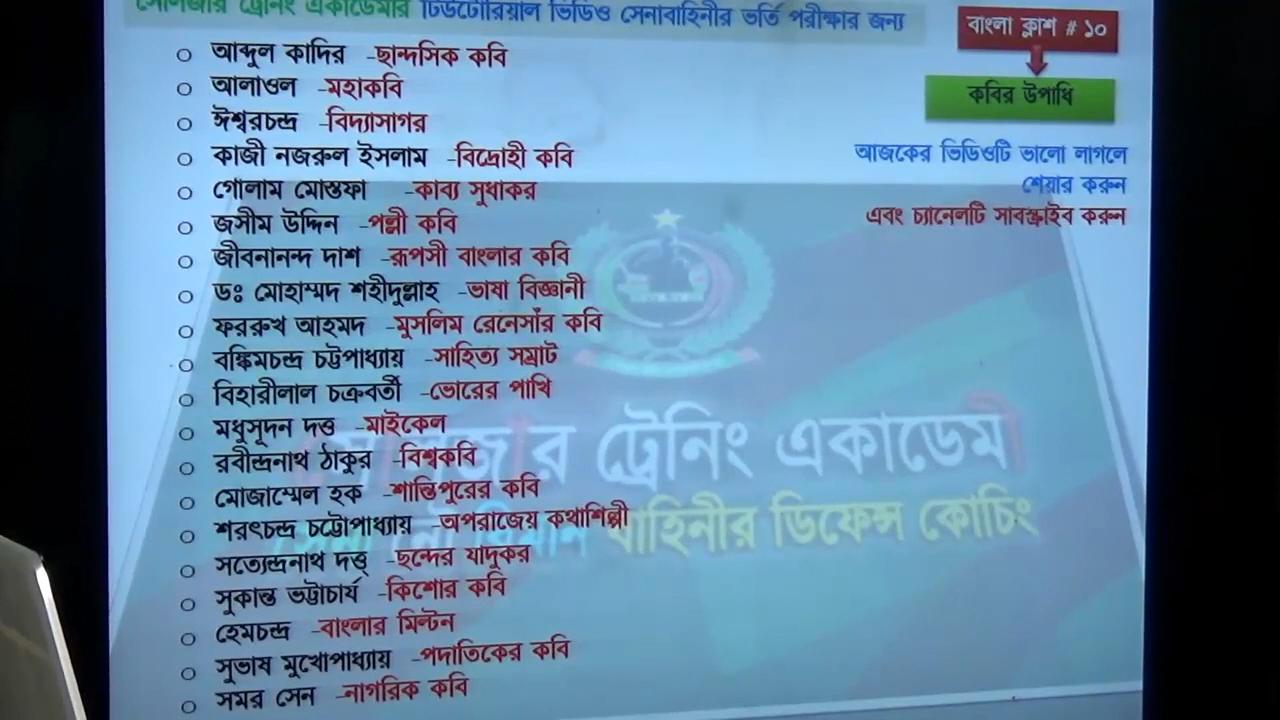 সোলজার ট্রেনিং একাডেমীর টিউটোরিয়াল ভিডিও সেনাবাহিনীর ভর্তি পরীক্ষার জন্য
বাংলা ক্লাশ # ১০
কবির উপাধি
আব্দুল কাদির -ছান্দসিক কবি
আলাওল -মহাকবি
ঈশ্বরচন্দ্র -বিদ্যাসাগর
কাজী নজরুল ইসলাম -বিদ্রোহী কবি
গোলাম মোস্তফা -কাব্য সুধাকর
জসীম উদ্দিন -পল্লী কবি
জীবনানন্দ দাশ -রূপসী বাংলার কবি
ডঃ মোহাম্মদ শহীদুল্লাহ -ভাষা বিজ্ঞানী
ফররুখ আহমদ -মুসলিম রেনেসাঁর কবি
বঙ্কিমচন্দ্র চট্টপাধ্যায় -সাহিত্য সম্রাট
বিহারীলাল চক্রবর্তী -ভোরের পাখি
মধুসূদন দত্ত -মাইকেল
রবীন্দ্রনাথ ঠাকুর -বিশ্বকবি
মোজাম্মেল হক -শান্তিপুরের কবি
শরৎচন্দ্র চট্টোপাধ্যায় -অপরাজেয় কথাশিল্পী
সত্যেন্দ্রনাথ দত্ত্ -ছন্দের যাদুকর
সুকান্ত ভট্টাচার্য -কিশোর কবি
হেমচন্দ্র -বাংলার মিল্টন
সুভাষ মুখোপাধ্যায় -পদাতিকের কবি
সমর সেন -নাগরিক কবি
আজকের ভিডিওটি ভালো লাগলে
শেয়ার করুন
এবং চ্যানেলটি সাবস্ক্রাইব করুন
সোলজার ট্রেনিং একাডেমী
বিমান বাহিনীর ডিফেন্স কোচিং